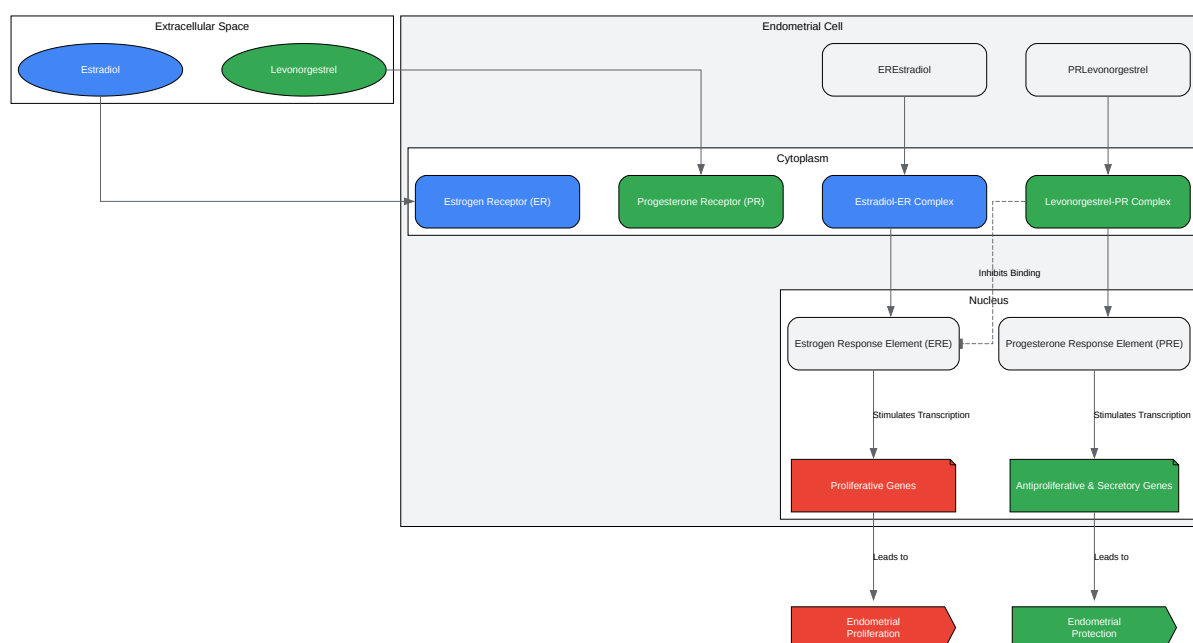 Extracellular Space
Endometrial Cell
Estradiol
Levonorgestrel
EREstradiol
PRLevonorgestrel
Cytoplasm
Estrogen Receptor (ER)
Progesterone Receptor (PR)
Estradiol-ER Complex
Levonorgestrel-PR Complex
Inhibits Binding
Nucleus
Estrogen Response Element (ERE)
Progesterone Response Element (PRE)
Stimulates Transcription
Stimulates Transcription
Proliferative Genes
Antiproliferative & Secretory Genes
Leads to
Leads to
Endometrial
Proliferation
Endometrial
Protection